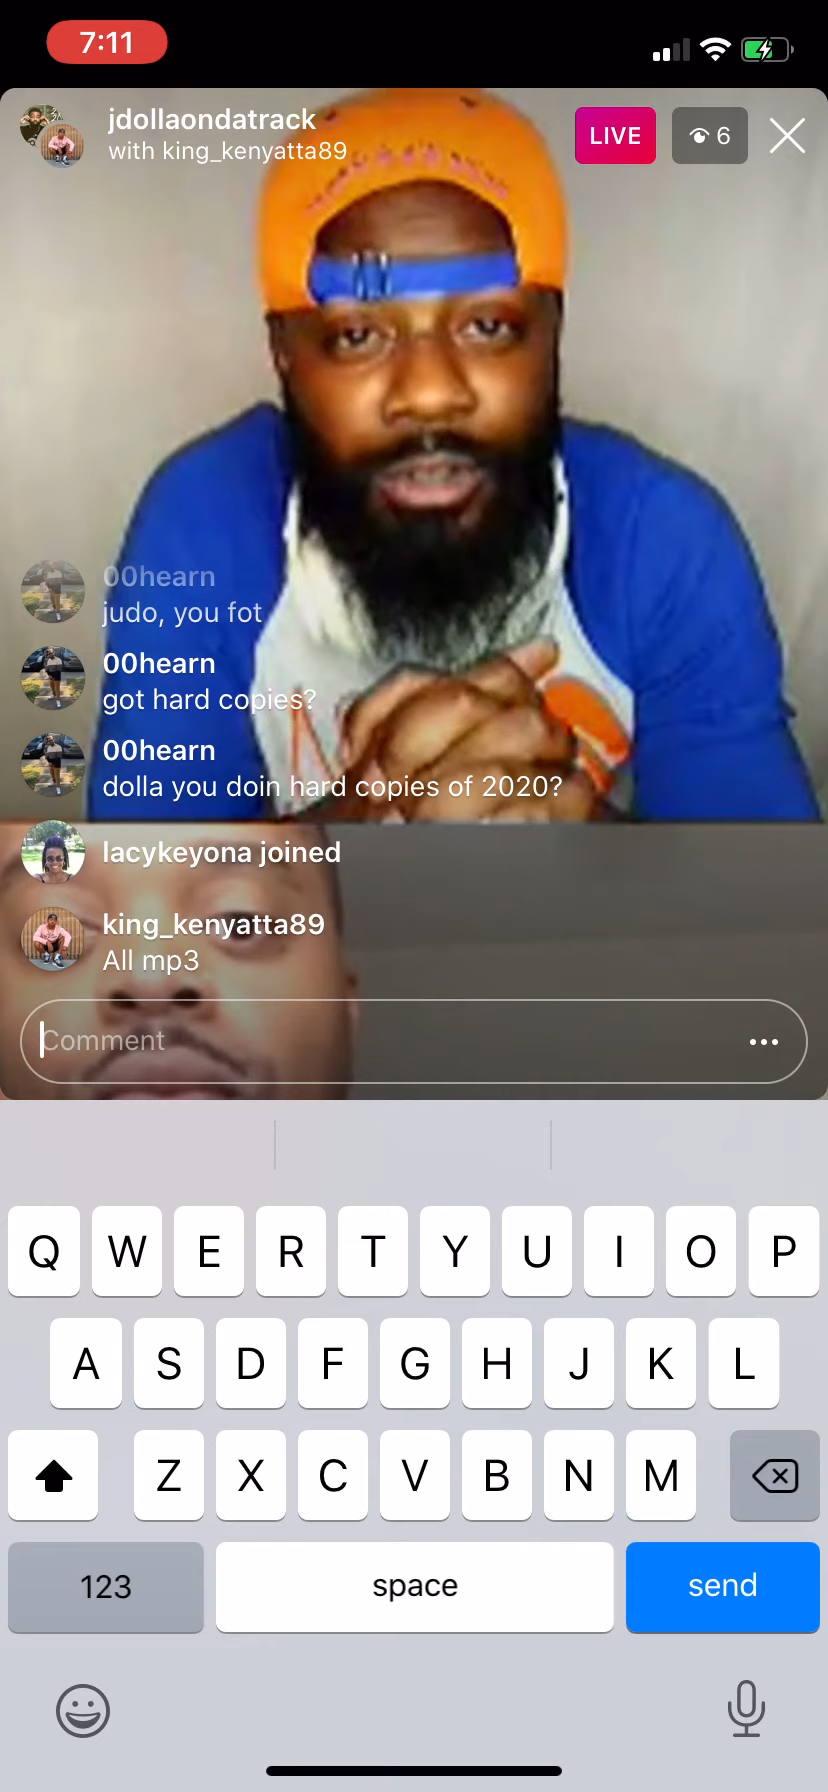 7:11
jdollaondatrack
with king_kenyatta89
LIVE
6
00hearn
judo, you fot
00hearn
got hard copies?
00hearn
dolla you doin hard copies of 2020?
lacykeyona joined
king_kenyatta89
All mp3
Comment
Q W E R T Y U I O P
A S D F G H J K L
Z X C V B N M
123 space send